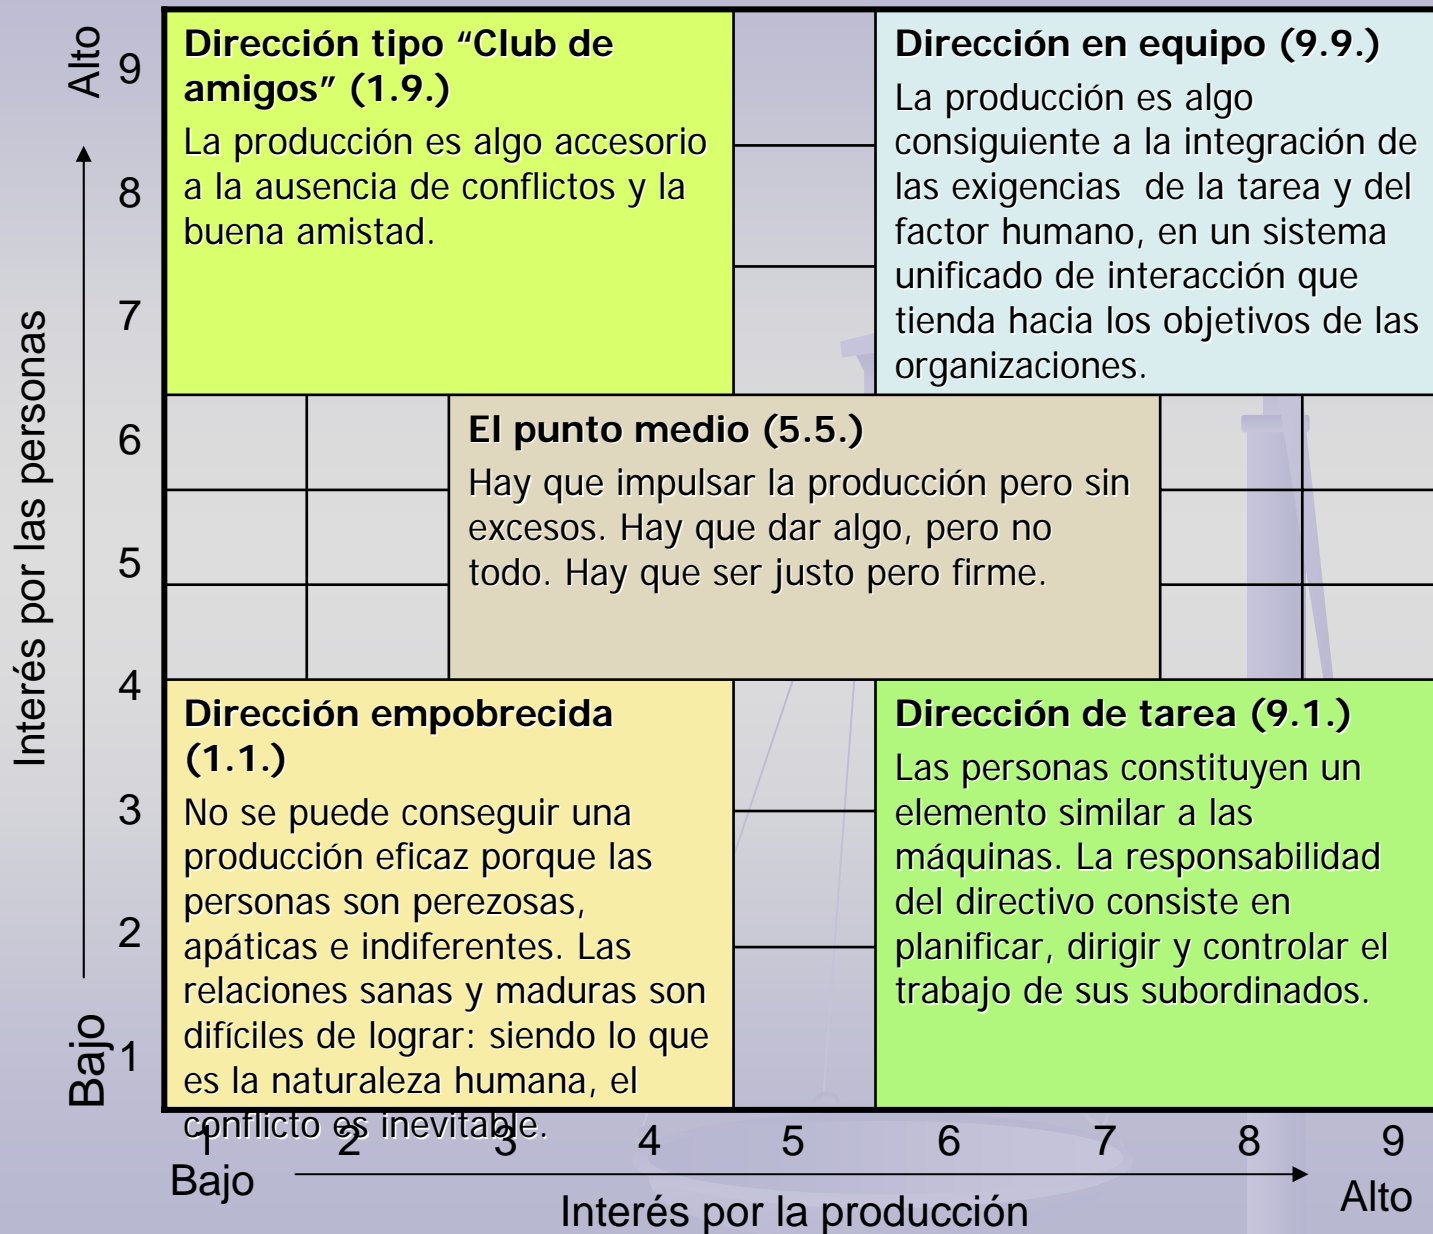 Alto
Interés por las personas
Bajo
9
8
7
6
5
4
3
2
1
Dirección tipo “Club de
amigos” (1.9.)
La producción es algo accesorio
a la ausencia de conflictos y la
buena amistad.
Dirección en equipo (9.9.)
La producción es algo
consiguiente a la integración de
las exigencias de la tarea y del
factor humano, en un sistema
unificado de interacción que
tienda hacia los objetivos de las
organizaciones.
El punto medio (5.5.)
Hay que impulsar la producción pero sin
excesos. Hay que dar algo, pero no
todo. Hay que ser justo pero firme.
Dirección empobrecida
(1.1.)
No se puede conseguir una
producción eficaz porque las
personas son perezosas,
apáticas e indiferentes. Las
relaciones sanas y maduras son
difíciles de lograr: siendo lo que
es la naturaleza humana, el
conflicto es inevitable.
Dirección de tarea (9.1.)
Las personas constituyen un
elemento similar a las
máquinas. La responsabilidad
del directivo consiste en
planificar, dirigir y controlar el
trabajo de sus subordinados.
1 2 3 4 5 6 7 8 9
Bajo
Interés por la producción
Alto